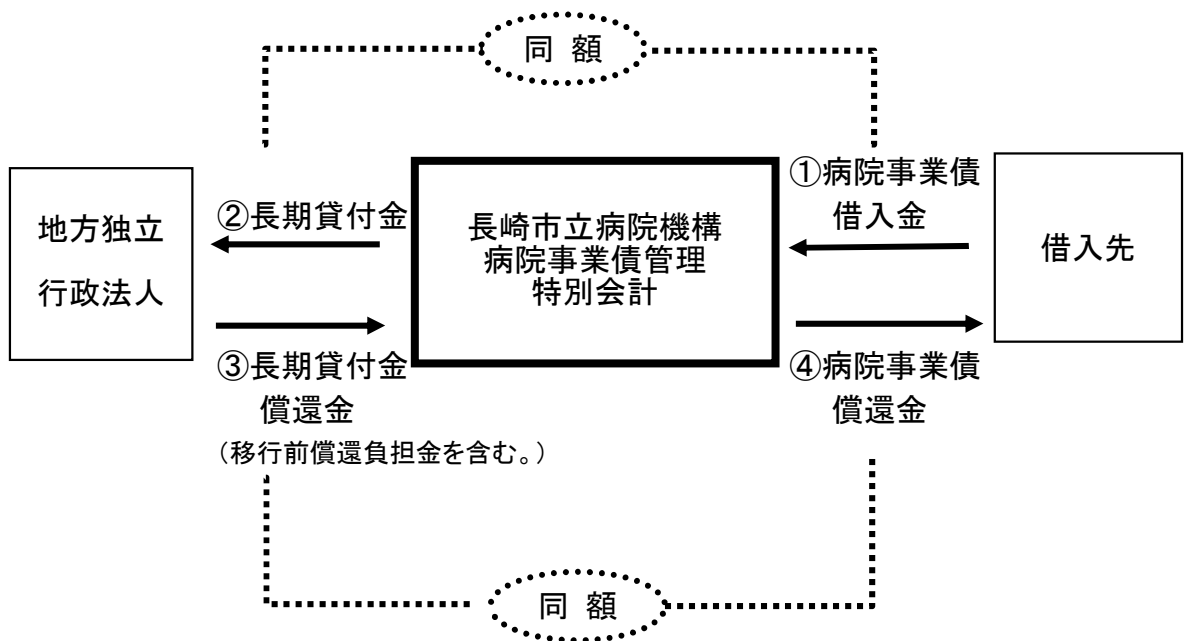 同 額
地方独立
行政法人
②長期貸付金
③長期貸付金
償還金
（移行前償還負担金を含む。）
長崎市立病院機構
病院事業債管理
特別会計
①病院事業債
借入金
④病院事業債
償還金
借入先
同 額